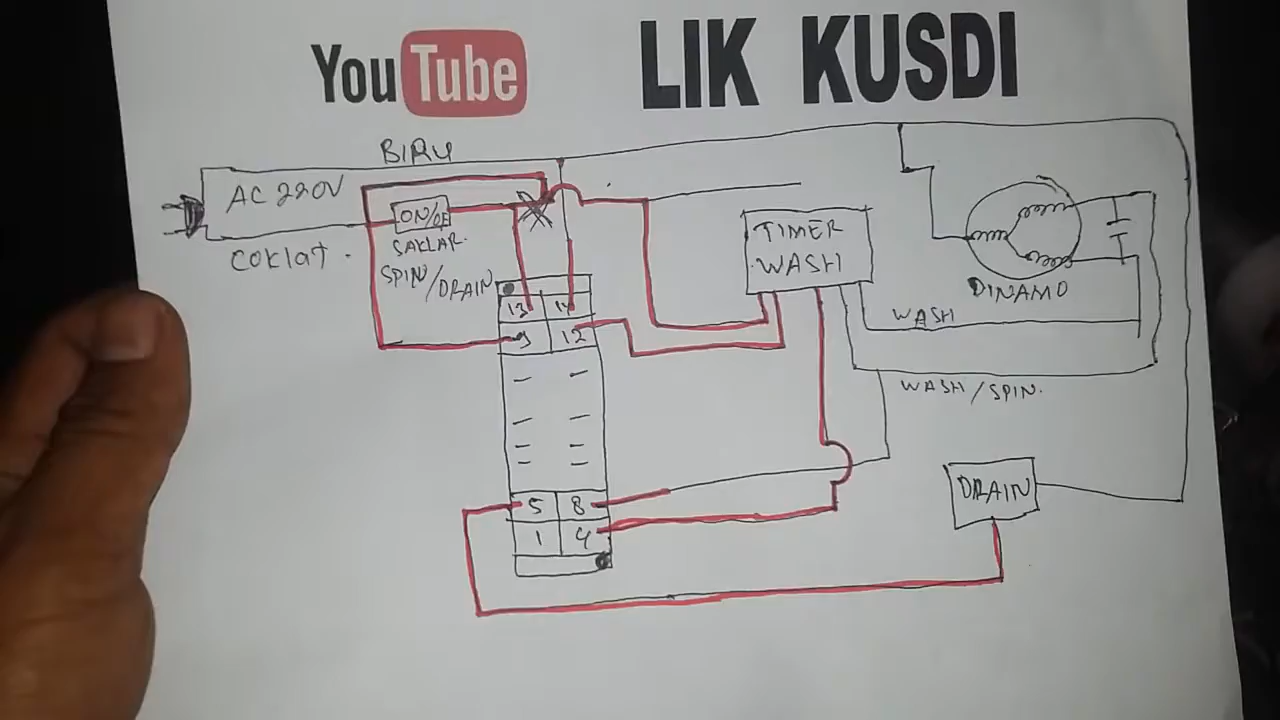 YouTube LIK KUSDI
BIRU
AC 220V
ON/OF
COKLAT.
SAKLAR.
SPIN/DRAIN
TIMER
WASH
DINAMO
13 14
9 12
WASH
WASH/SPIN.
5 8
1 4
DRAIN